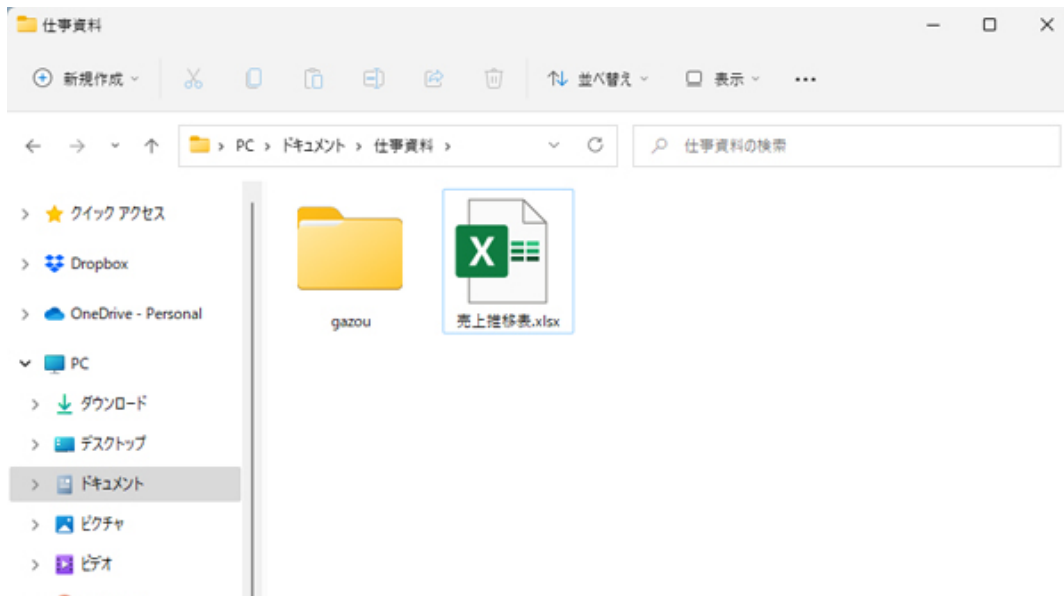 仕事資料
新規作成
並べ替え
表示
PC > ドキュメント > 仕事資料 >
仕事資料の検索
クイック アクセス
Dropbox
OneDrive - Personal
PC
ダウンロード
デスクトップ
ドキュメント
ピクチャ
ビデオ
gazou
X
売上推移表.xlsx